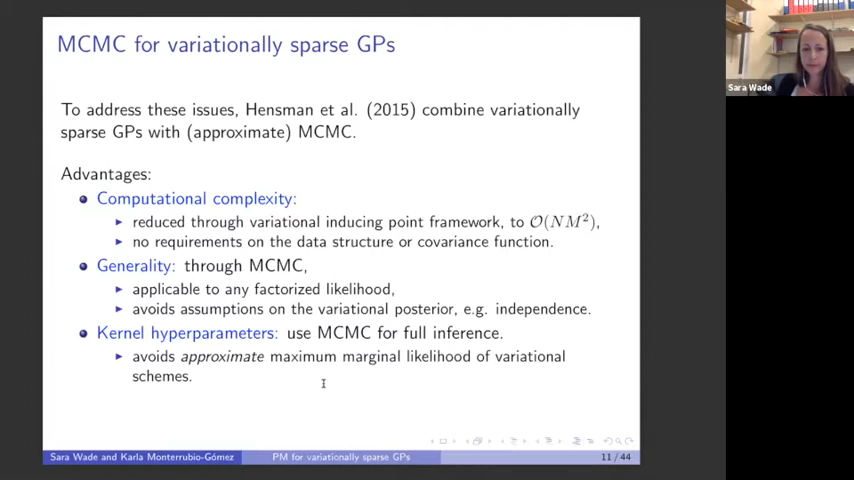 MCMC for variationally sparse GPs
To address these issues, Hensman et al. (2015) combine variationally
sparse GPs with (approximate) MCMC.
Advantages:
Computational complexity:
reduced through variational inducing point framework, to O(NM²),
no requirements on the data structure or covariance function.
Generality: through MCMC,
applicable to any factorized likelihood,
avoids assumptions on the variational posterior, e.g. independence.
Kernel hyperparameters: use MCMC for full inference.
avoids approximate maximum marginal likelihood of variational
schemes.
Sara Wade and Karla Monterrubio-Gómez
PM for variationally sparse GPs
11 / 44
Sara Wade